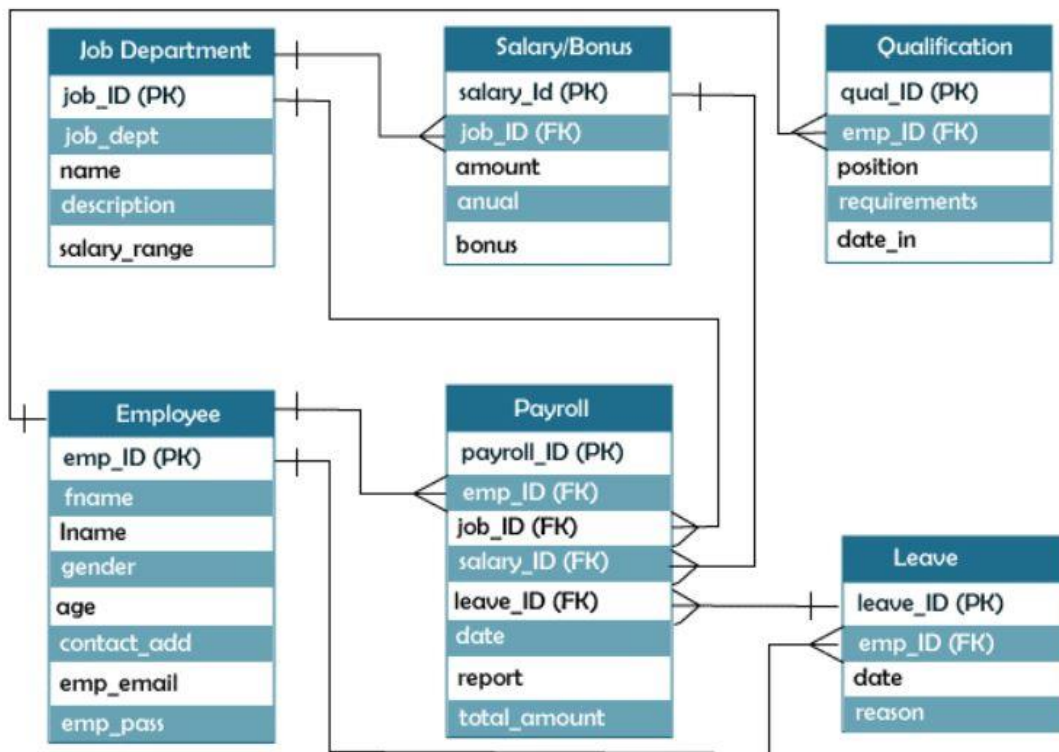 Job Department
job_ID (PK)
job_dept
name
description
salary_range
Salary/Bonus
salary_Id (PK)
job_ID (FK)
amount
anual
bonus
Qualification
qual_ID (PK)
emp_ID (FK)
position
requirements
date_in
Employee
emp_ID (PK)
fname
lname
gender
age
contact_add
emp_email
emp_pass
Payroll
payroll_ID (PK)
emp_ID (FK)
job_ID (FK)
salary_ID (FK)
leave_ID (FK)
date
report
total_amount
Leave
leave_ID (PK)
emp_ID (FK)
date
reason